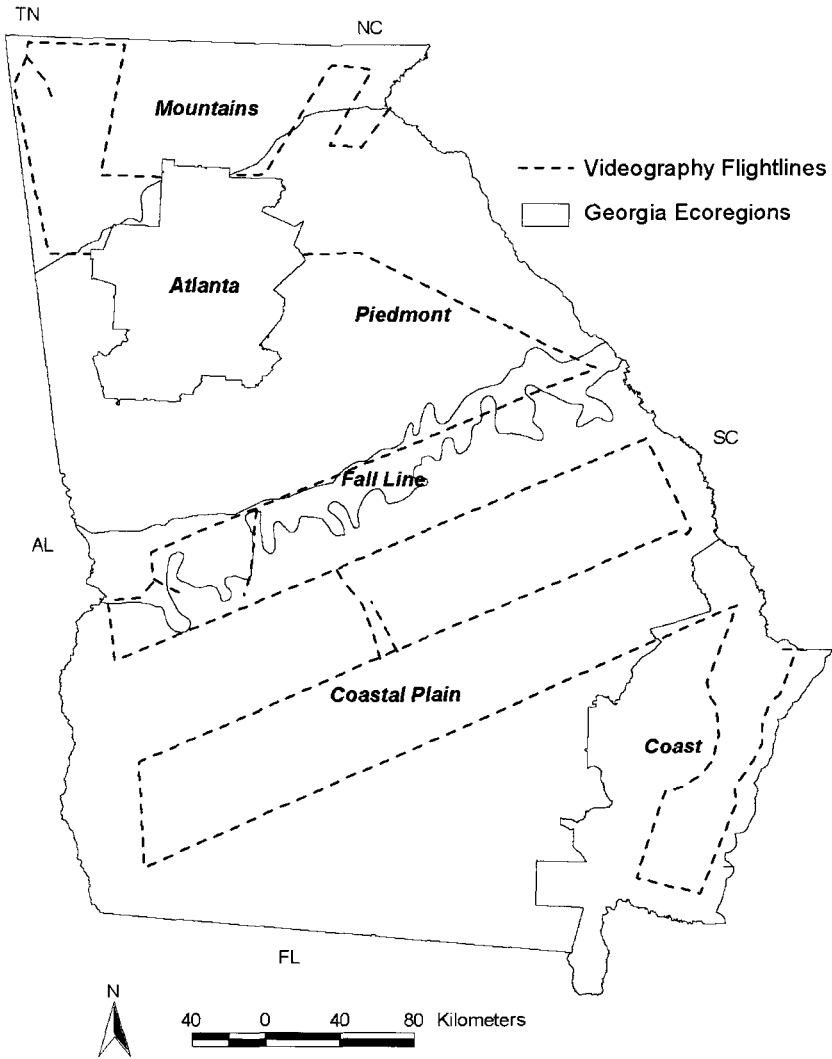 TN
NC
Mountains
Videography Flightlines
Georgia Ecoregions
Atlanta
Piedmont
SC
Fall Line
AL
Coastal Plain
Coast
FL
N
40 0 40 80 Kilometers